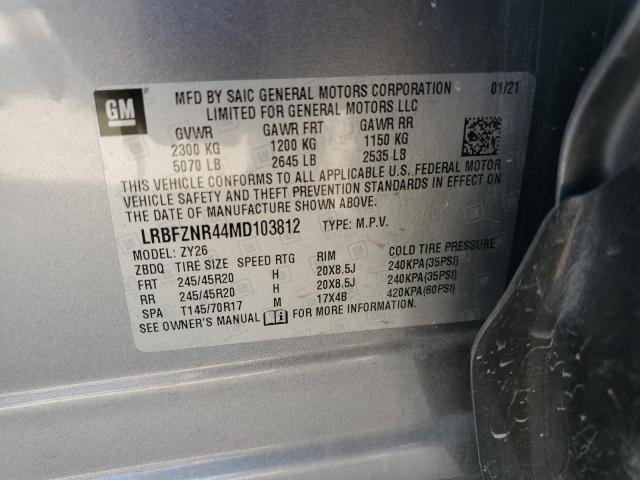 GM
MFD BY SAIC GENERAL MOTORS CORPORATION 01/21
LIMITED FOR GENERAL MOTORS LLC
GVWR GAWR FRT GAWR RR
2300 KG 1200 KG 1150 KG
5070 LB 2645 LB 2535 LB
THIS VEHICLE CONFORMS TO ALL APPLICABLE U.S. FEDERAL MOTOR
VEHICLE SAFETY AND THEFT PREVENTION STANDARDS IN EFFECT ON
THE DATE OF MANUFACTURE SHOWN ABOVE.
LRBFZNR44MD103812 TYPE: M.P.V.
MODEL: ZY26
ZBDQ TIRE SIZE SPEED RTG RIM COLD TIRE PRESSURE
FRT 245/45R20 H 20X8.5J 240KPA(35PSI)
RR 245/45R20 H 20X8.5J 240KPA(35PSI)
SPA T145/70R17 M 17X4B 420KPA(60PSI)
SEE OWNER'S MANUAL FOR MORE INFORMATION.